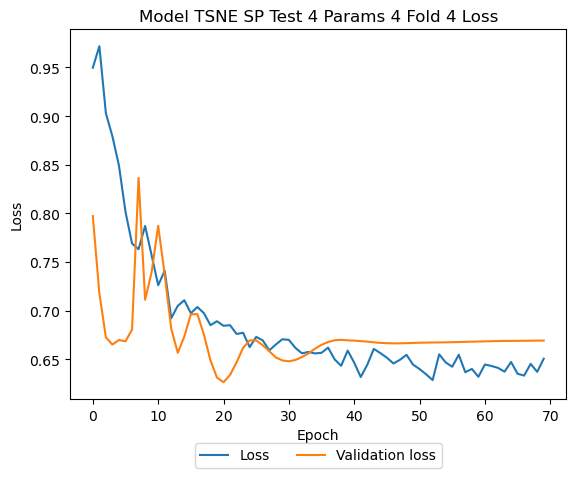 Model TSNE SP Test 4 Params 4 Fold 4 Loss
0.95
0.90
0.85
0.80
0.75
0.70
0.65
Loss
0 10 20 30 40 50 60 70
Epoch
Loss Validation loss